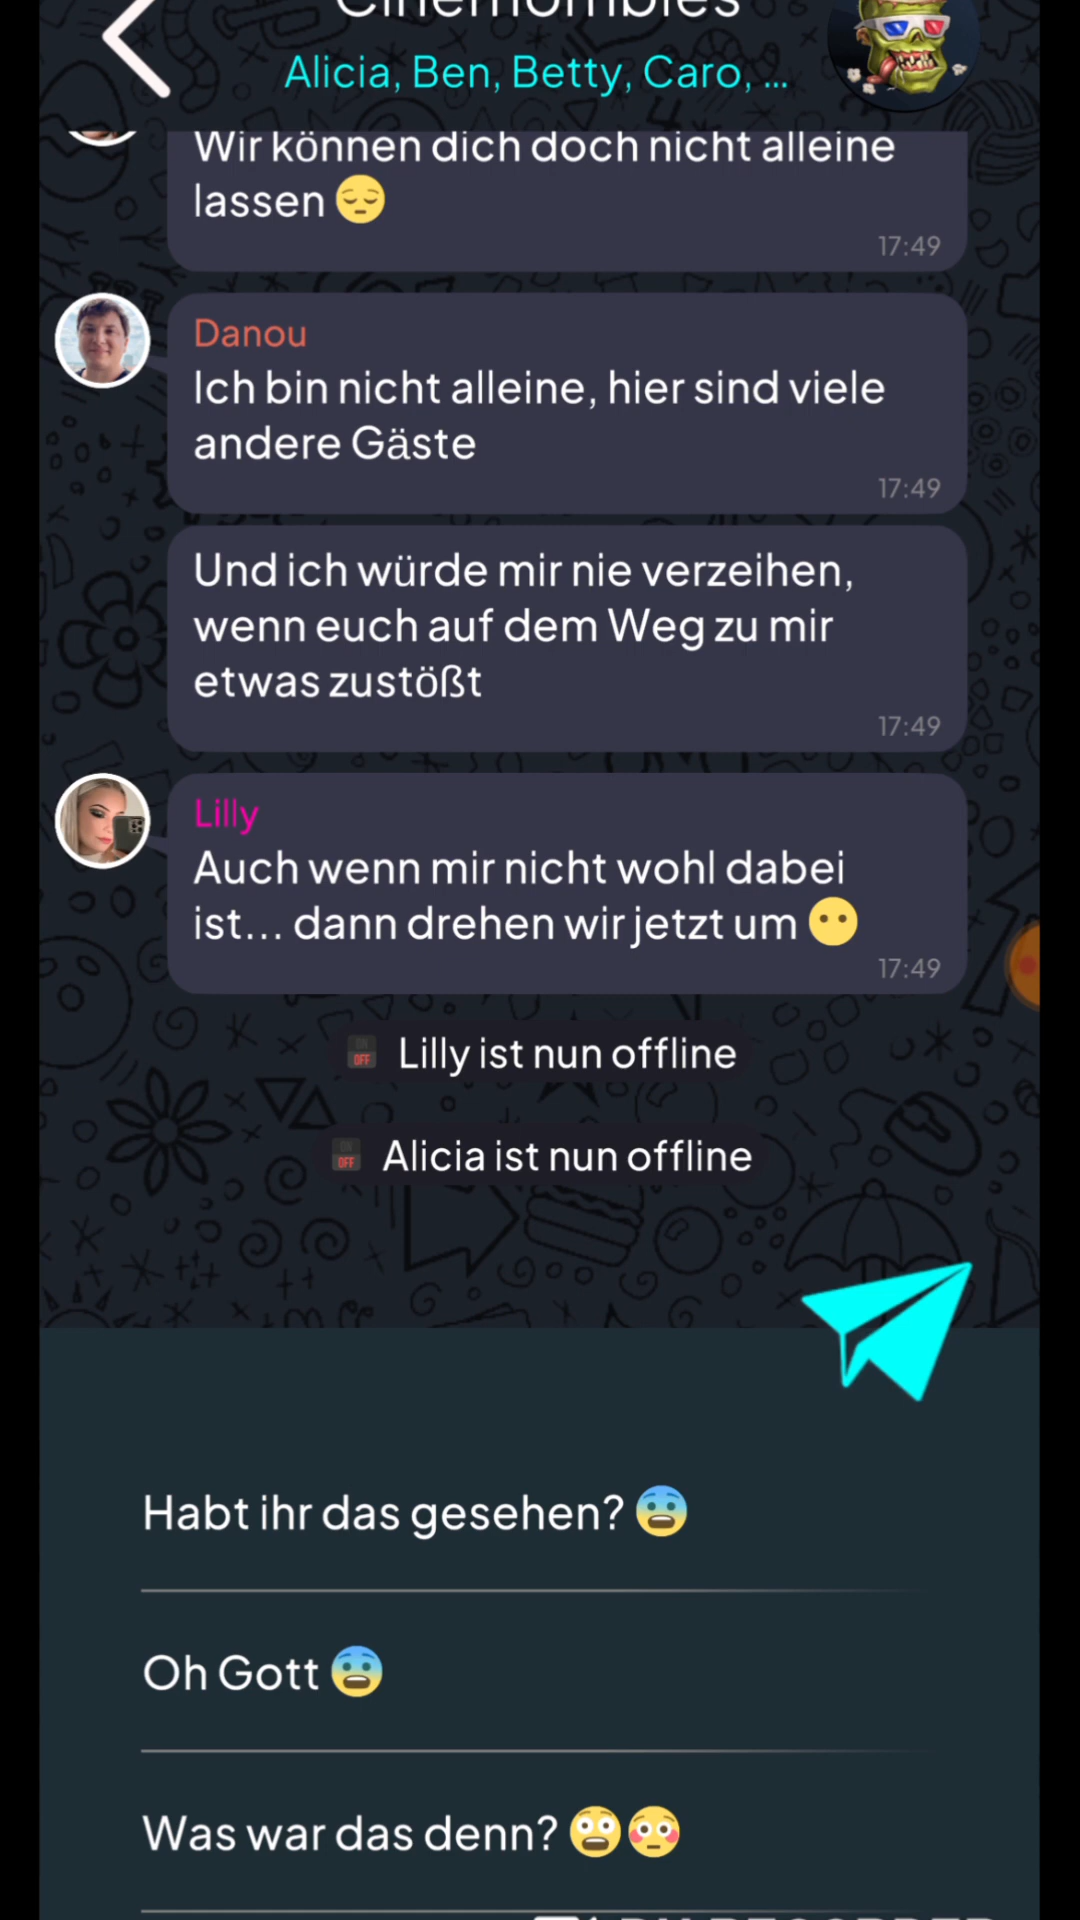 Cinemombies
Alicia, Ben, Betty, Caro, ...
Wir können dich doch nicht alleine
lassen 😔
17:49
Danou
Ich bin nicht alleine, hier sind viele
andere Gäste
17:49
Und ich würde mir nie verzeihen,
wenn euch auf dem Weg zu mir
etwas zustößt
17:49
Lilly
Auch wenn mir nicht wohl dabei
ist... dann drehen wir jetzt um 😶
17:49
OFF Lilly ist nun offline
OFF Alicia ist nun offline
Habt ihr das gesehen? 😨
Oh Gott 😨
Was war das denn? 😱😳